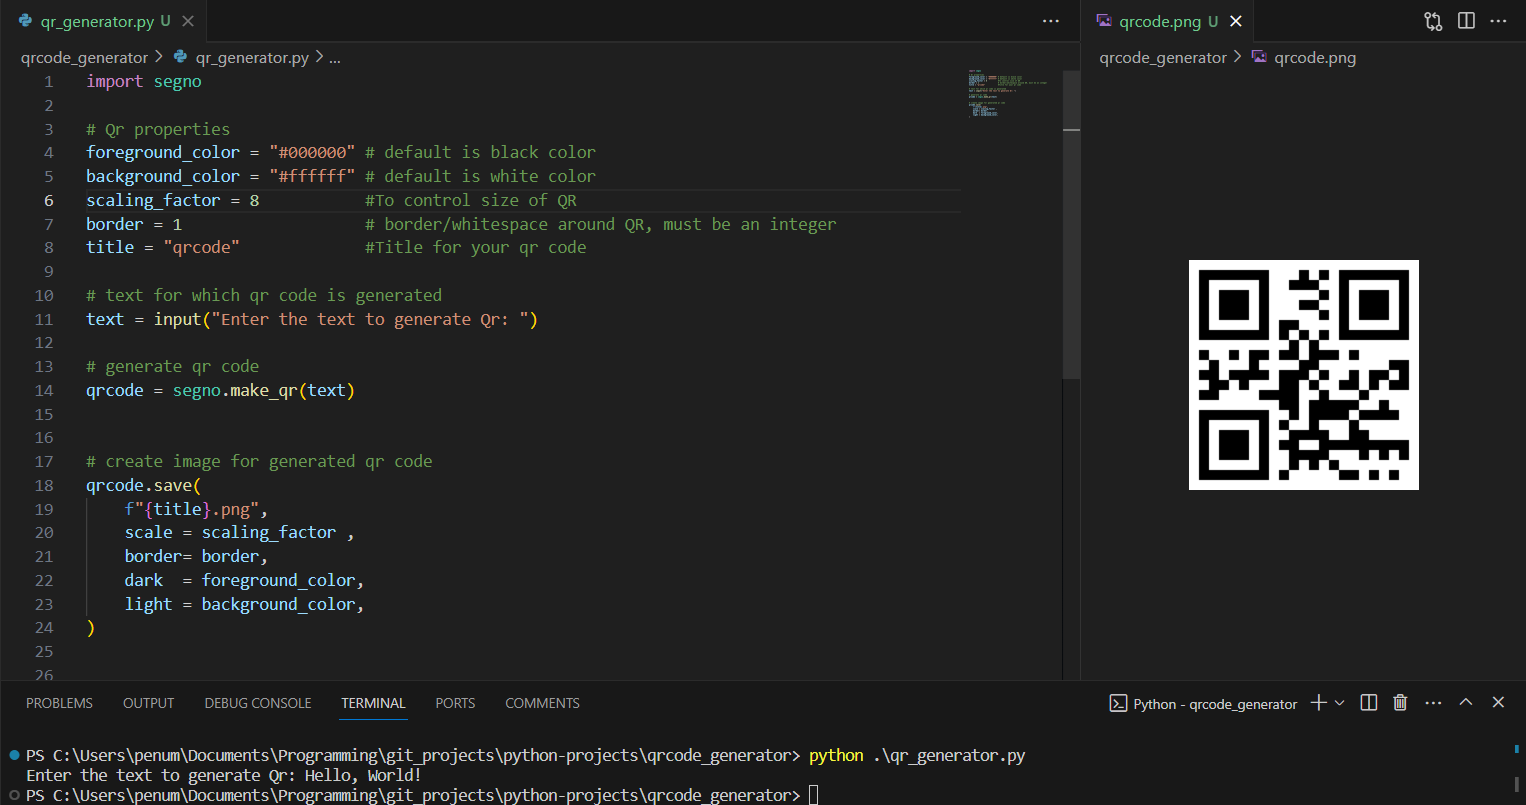 qr_generator.py U
qrcode_generator > qr_generator.py > ...
1 import segno
2
3 # Qr properties
4 foreground_color = "#000000" # default is black color
5 background_color = "#ffffff" # default is white color
6 scaling_factor = 8           #To control size of QR
7 border = 1                   # border/whitespace around QR, must be an integer
8 title = "qrcode"             #Title for your qr code
9
10 # text for which qr code is generated
11 text = input("Enter the text to generate Qr: ")
12
13 # generate qr code
14 qrcode = segno.make_qr(text)
15
16
17 # create image for generated qr code
18 qrcode.save(
19     f"{title}.png",
20     scale = scaling_factor ,
21     border= border,
22     dark  = foreground_color,
23     light = background_color,
24 )
25
26
qrcode.png U
qrcode_generator > qrcode.png
PROBLEMS OUTPUT DEBUG CONSOLE TERMINAL PORTS COMMENTS
Python - qrcode_generator
PS C:\Users\penum\Documents\Programming\git_projects\python-projects\qrcode_generator> python .\qr_generator.py
Enter the text to generate Qr: Hello, World!
PS C:\Users\penum\Documents\Programming\git_projects\python-projects\qrcode_generator>